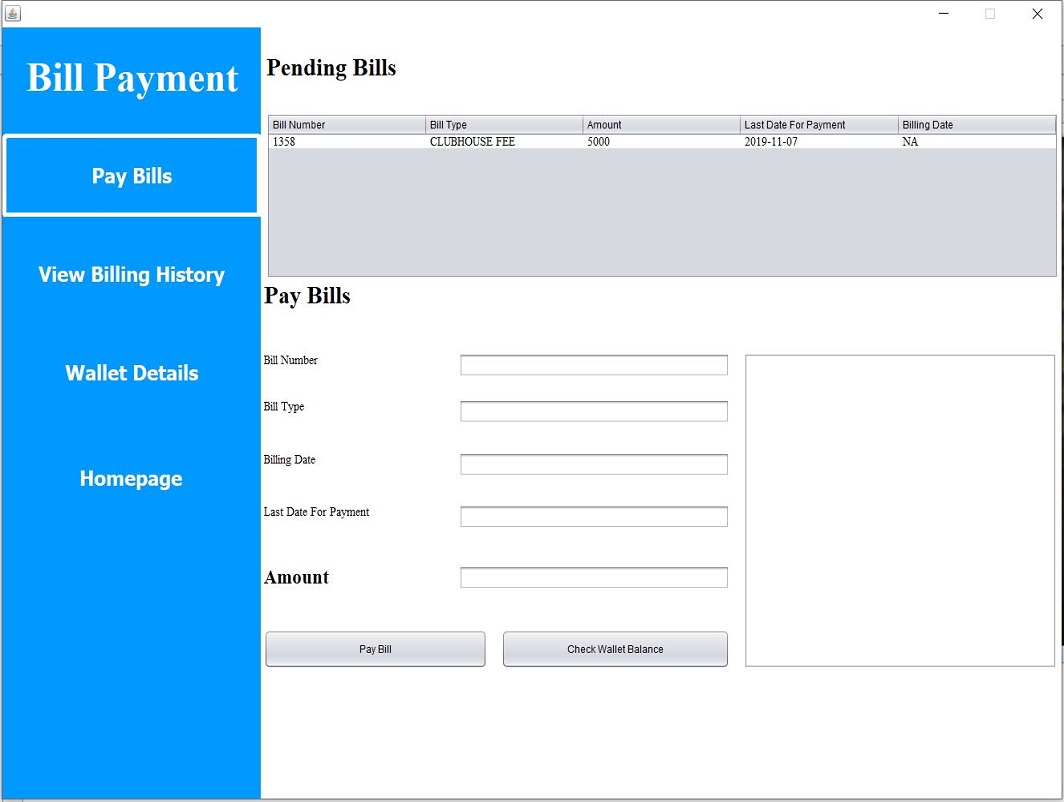 Bill Payment
Pay Bills
View Billing History
Wallet Details
Homepage
Pending Bills
Bill Number Bill Type Amount Last Date For Payment Billing Date
1358 CLUBHOUSE FEE 5000 2019-11-07 NA
Pay Bills
Bill Number
Bill Type
Billing Date
Last Date For Payment
Amount
Pay Bill Check Wallet Balance